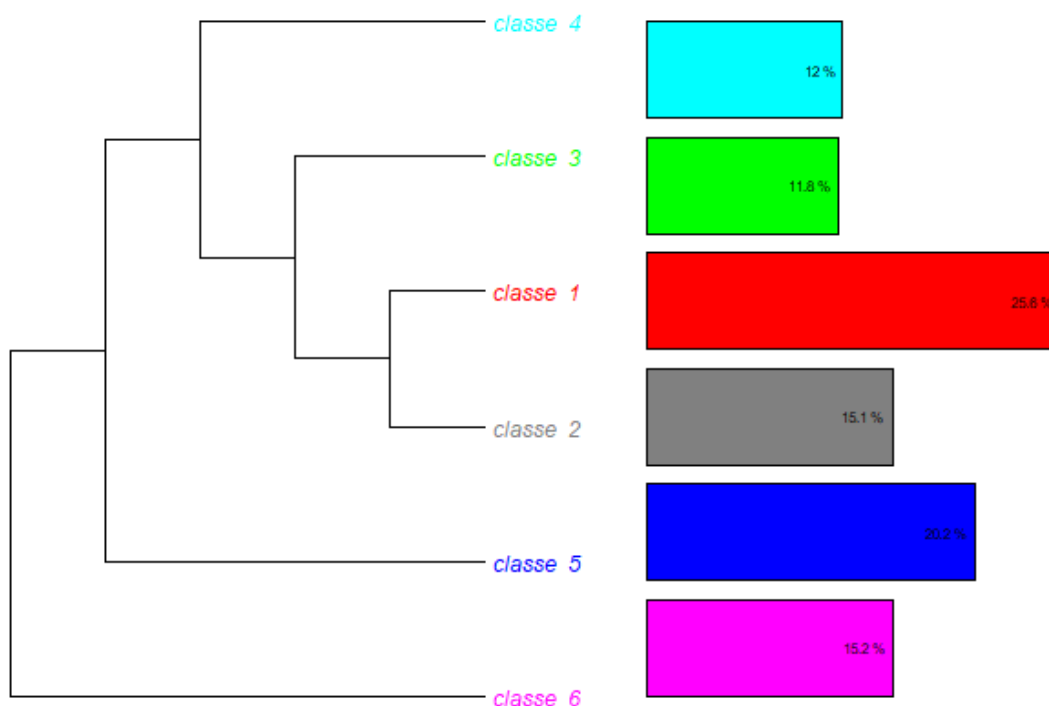 classe 4
12 %
classe 3
11.8 %
classe 1
classe 2
15.1 %
classe 5
20.2 %
classe 6
15.2 %